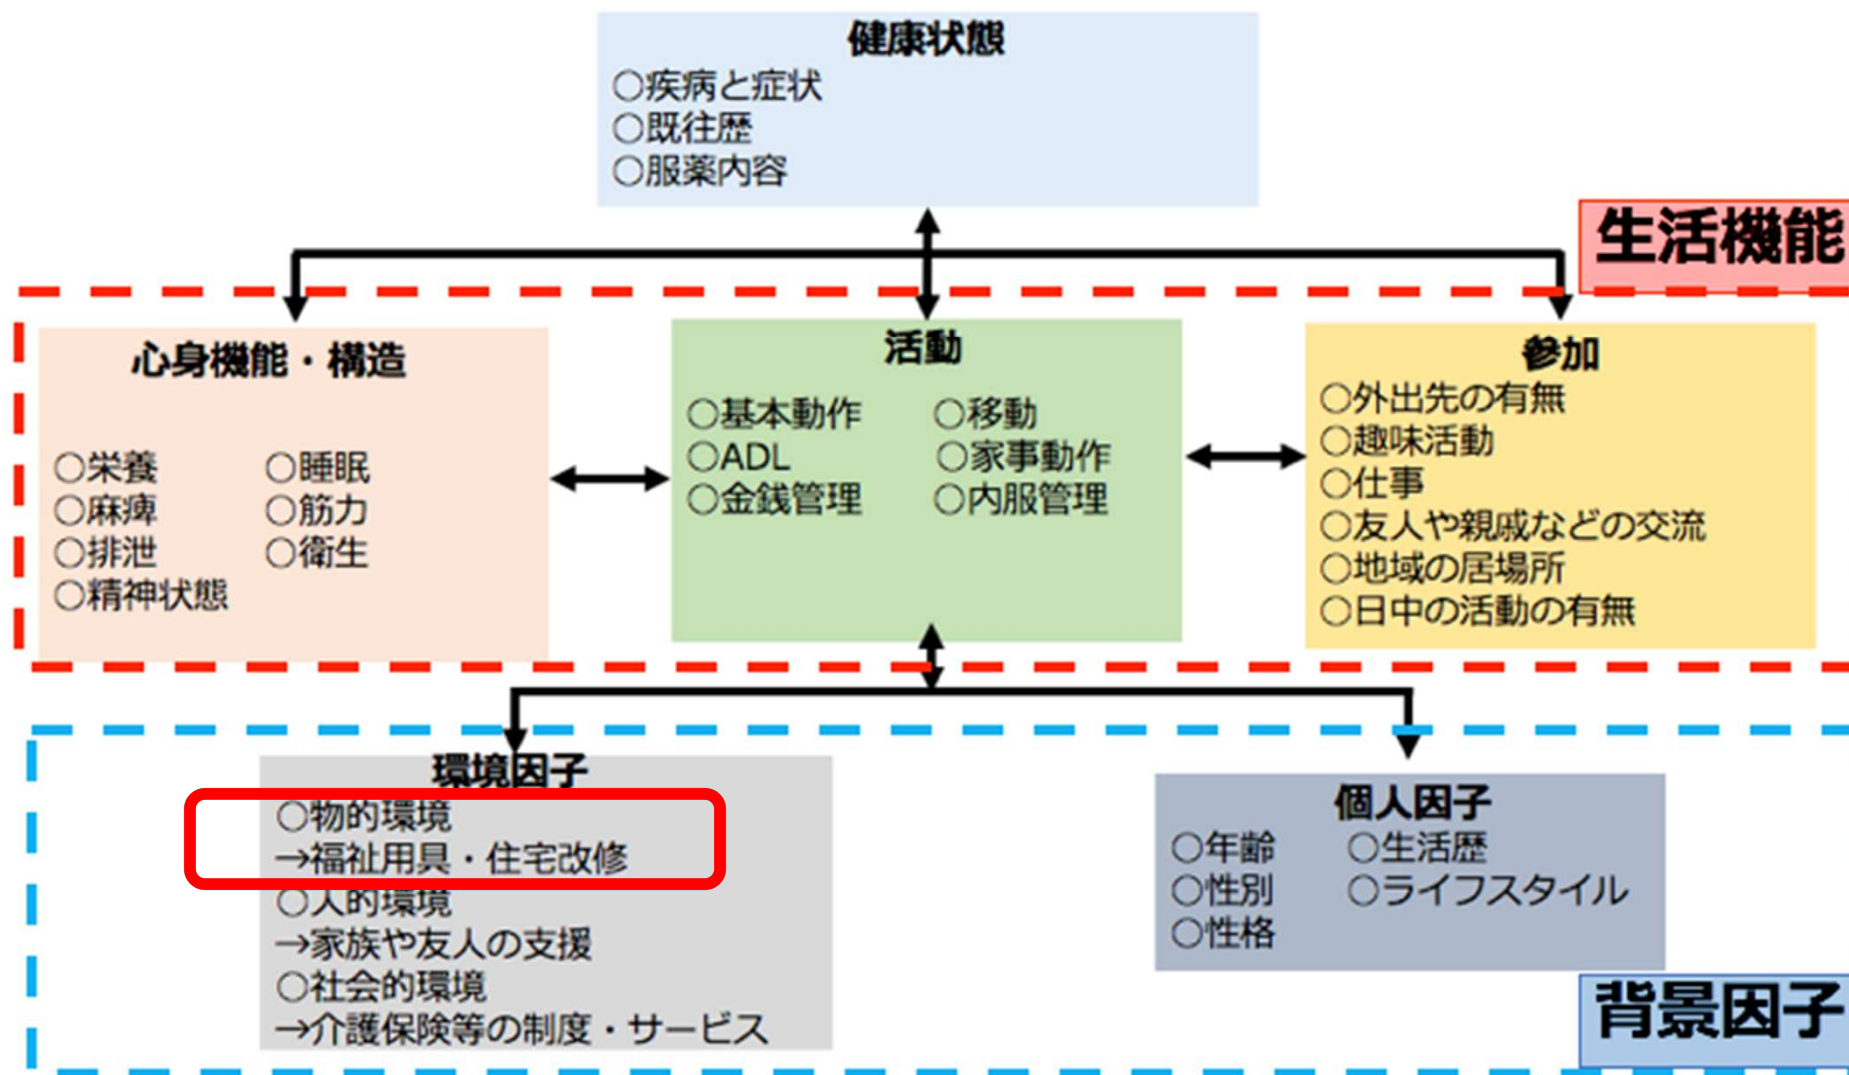 健康状態
○疾病と症状
○既往歴
○服薬内容
生活機能
心身機能・構造
○栄養 ○睡眠
○麻痺 ○筋力
○排泄 ○衛生
○精神状態
活動
○基本動作 ○移動
○ADL ○家事動作
○金銭管理 ○内服管理
参加
○外出先の有無
○趣味活動
○仕事
○友人や親戚などの交流
○地域の居場所
○日中の活動の有無
環境因子
○物的環境
→福祉用具・住宅改修
○人的環境
→家族や友人の支援
○社会的環境
→介護保険等の制度・サービス
個人因子
○年齢 ○生活歴
○性別 ○ライフスタイル
○性格
背景因子